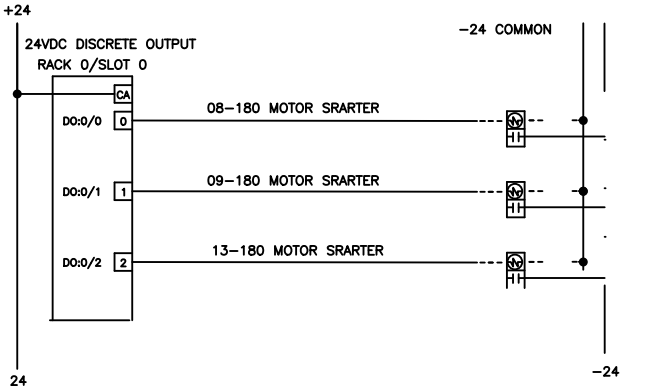 +24
-24 COMMON
24VDC DISCRETE OUTPUT
RACK 0/SLOT 0
CA
08-180 MOTOR SRARTER
DO:0/0 0
09-180 MOTOR SRARTER
DO:0/1 1
13-180 MOTOR SRARTER
DO:0/2 2
-24
24